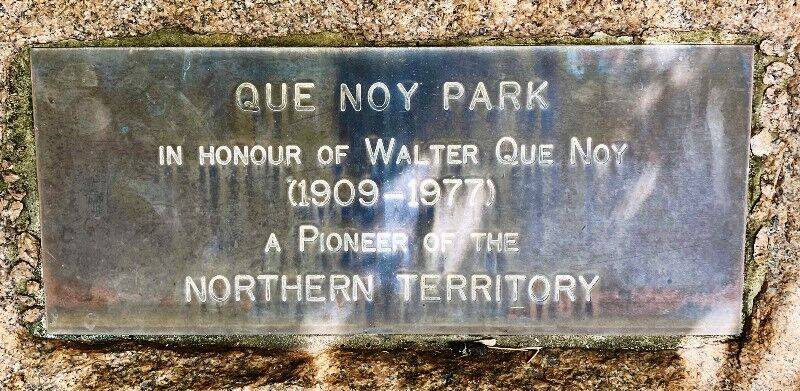 QUE NOY PARK
IN HONOUR OF WALTER QUE NOY
(1909-1977)
A PIONEER OF THE
NORTHERN TERRITORY